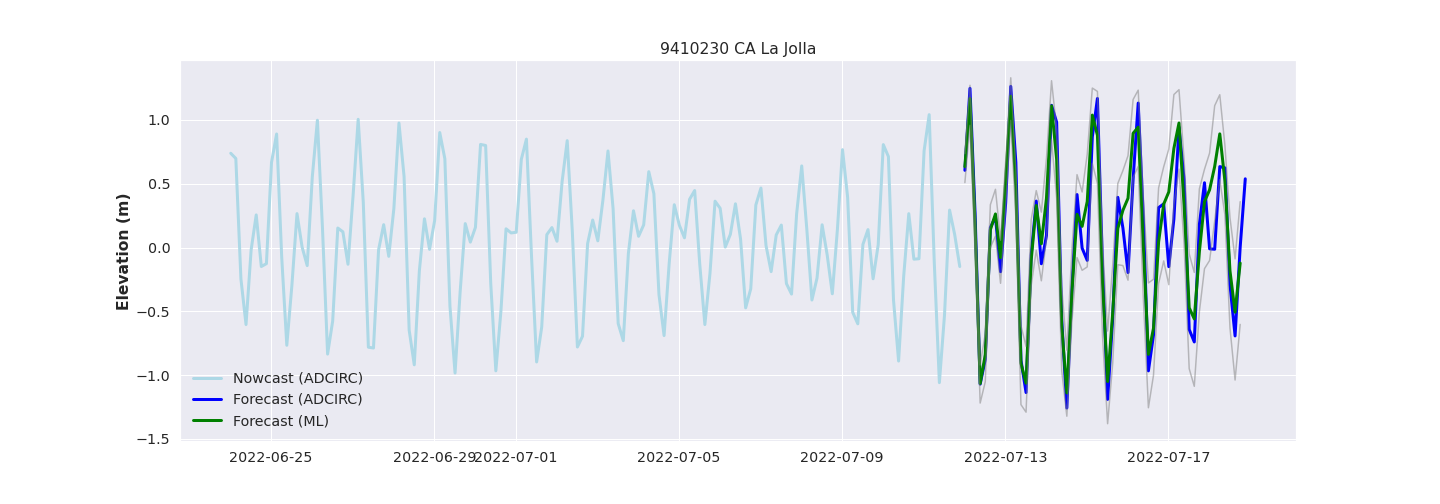 9410230 CA La Jolla
Elevation (m)
1.0
0.5
0.0
−0.5
−1.0
−1.5
Nowcast (ADCIRC)
Forecast (ADCIRC)
Forecast (ML)
2022-06-25 2022-06-29 2022-07-01 2022-07-05 2022-07-09 2022-07-13 2022-07-17